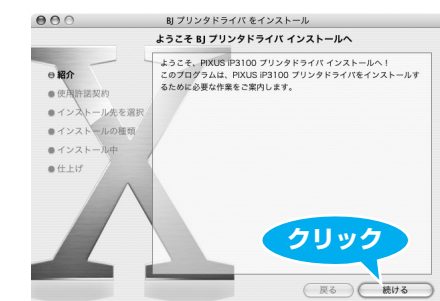 BJ プリンタドライバ をインストール
ようこそ BJ プリンタドライバ インストールへ
紹介
使用許諾契約
インストール先を選択
インストールの種類
インストール中
仕上げ
ようこそ、PIXUS iP3100 プリンタドライバ インストールへ！
このプログラムは、PIXUS iP3100 プリンタドライバをインストールす
るために必要な作業をご案内します。
クリック
戻る
続ける